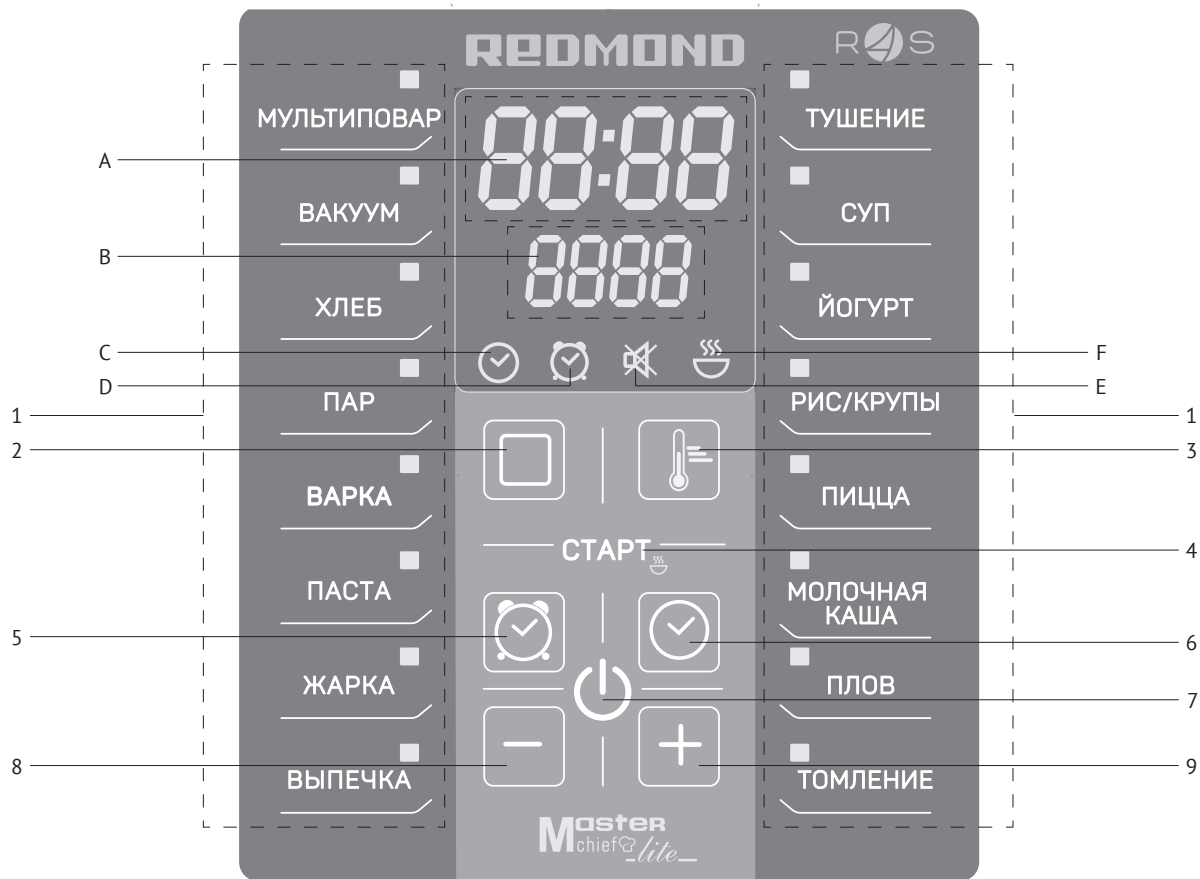 REDMOND
R4S
МУЛЬТИПОВАР
ВАКУУМ
ХЛЕБ
ПАР
ВАРКА
ПАСТА
ЖАРКА
ВЫПЕЧКА
88:88
8888
СТАРТ
Master
chief
lite
ТУШЕНИЕ
СУП
ЙОГУРТ
РИС/КРУПЫ
ПИЦЦА
МОЛОЧНАЯ
КАША
ПЛОВ
ТОМЛЕНИЕ
A
B
C
D
1
2
5
8
F
E
1
3
4
6
7
9